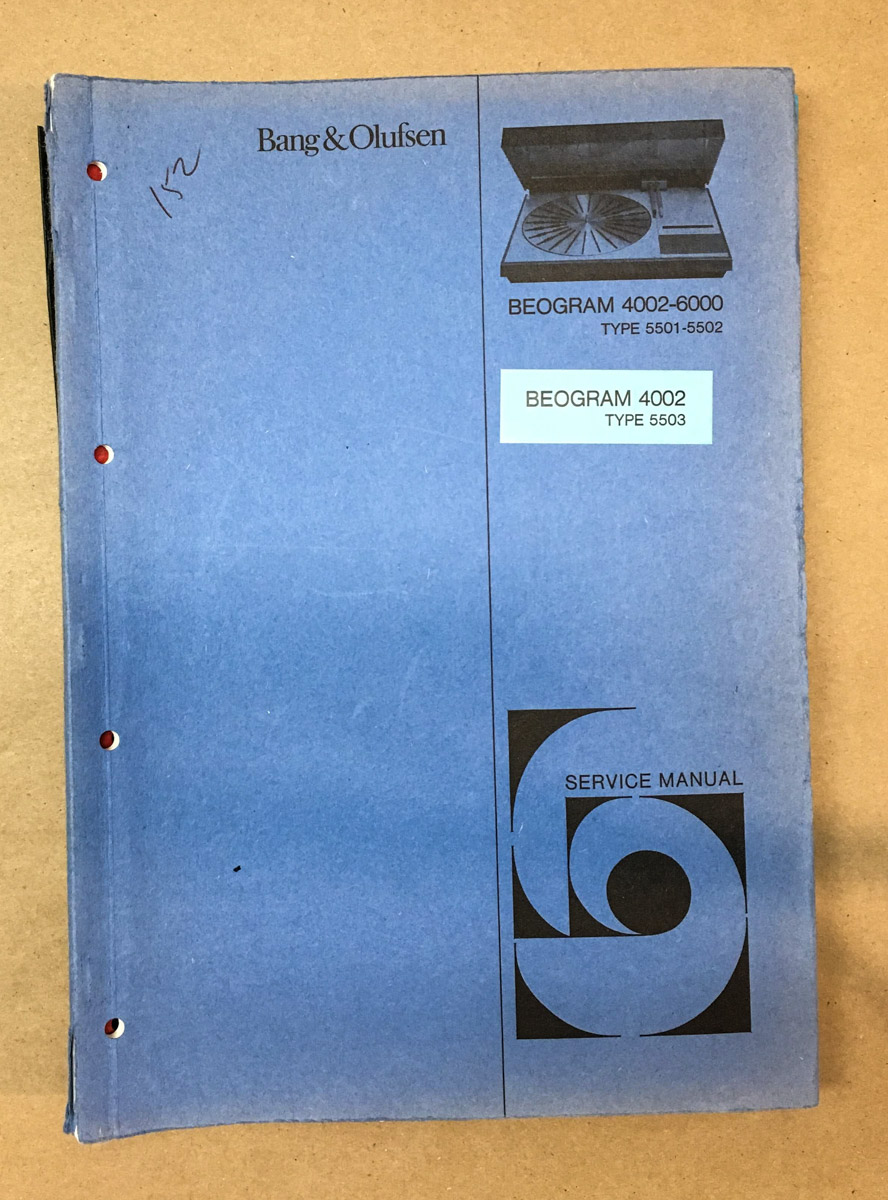 Bang & Olufsen
152
BEOGRAM 4002-6000
TYPE 5501-5502
BEOGRAM 4002
TYPE 5503
SERVICE MANUAL